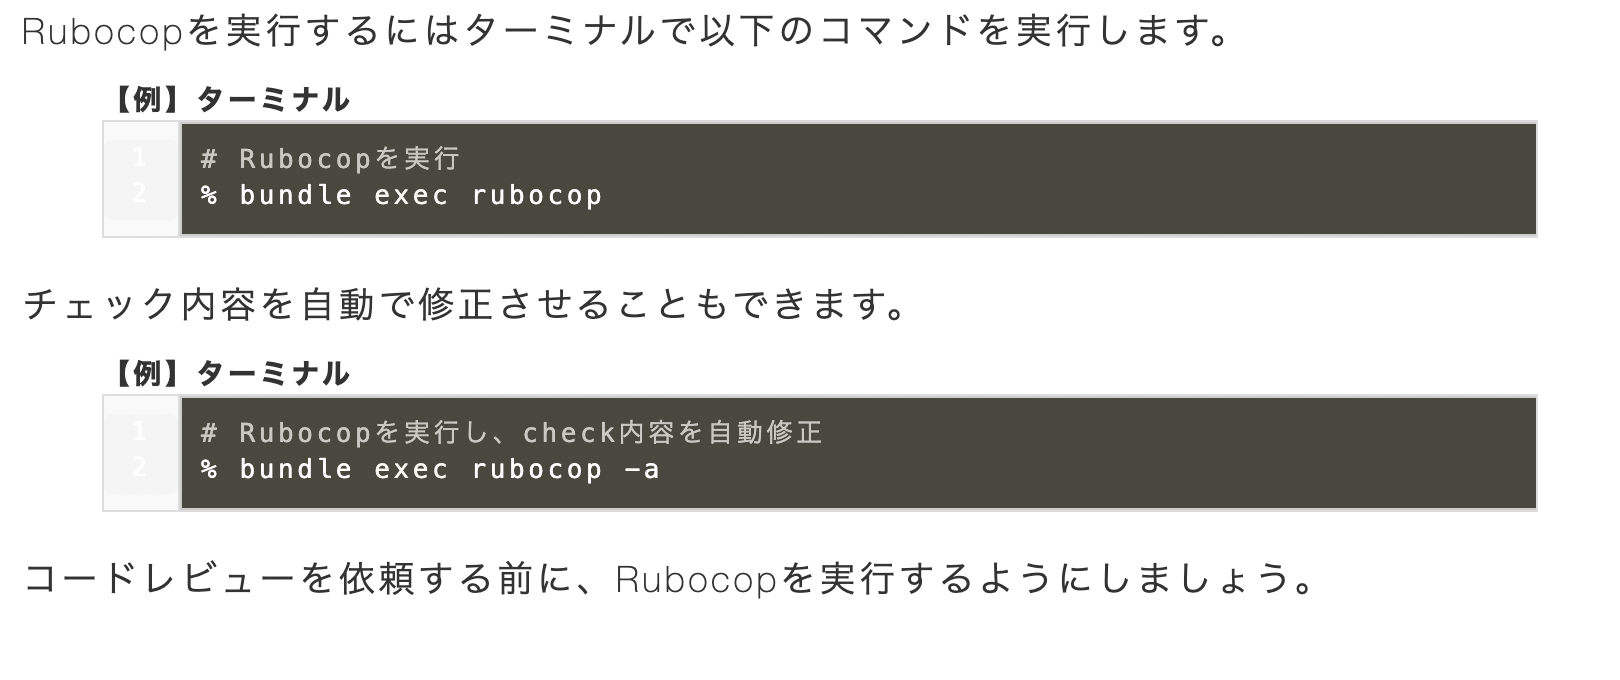 Rubocopを実行するにはターミナルで以下のコマンドを実行します。
【例】ターミナル
1 # Rubocopを実行
2 % bundle exec rubocop
チェック内容を自動で修正させることもできます。
【例】ターミナル
1 # Rubocopを実行し、check内容を自動修正
2 % bundle exec rubocop -a
コードレビューを依頼する前に、Rubocopを実行するようにしましょう。